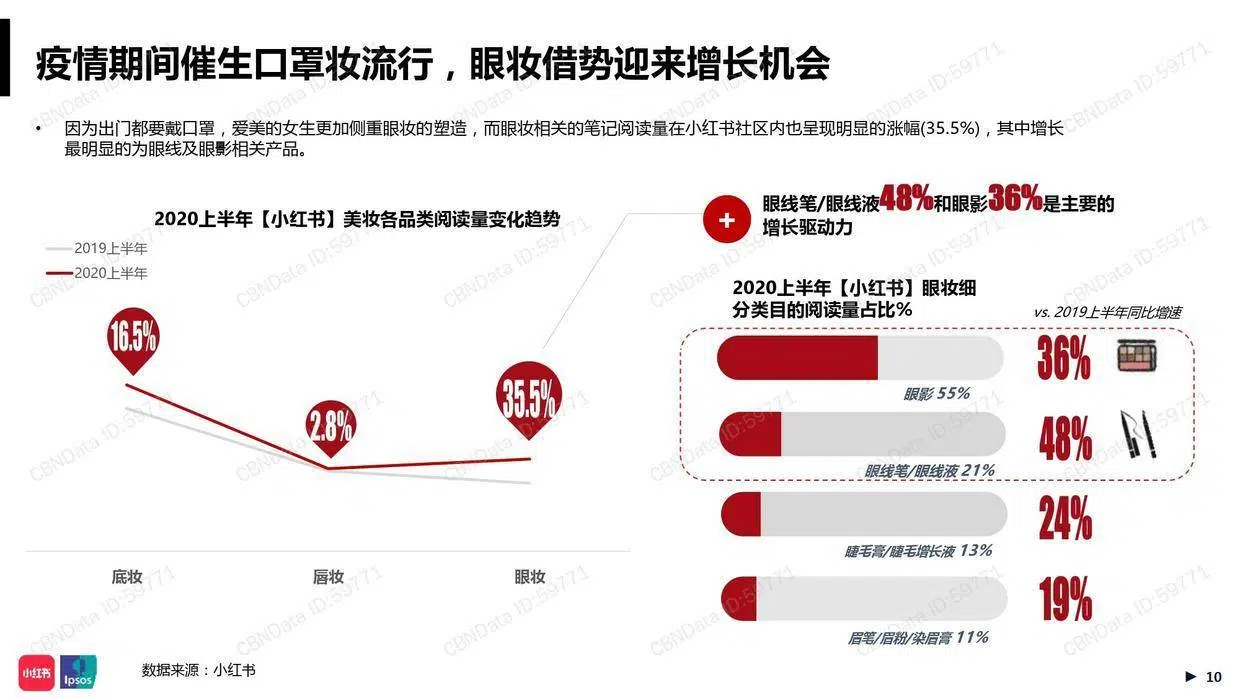 疫情期间催生口罩妆流行，眼妆借势迎来增长机会
• 因为出门都要戴口罩，爱美的女生更加侧重眼妆的塑造，而眼妆相关的笔记阅读量在小红书社区内也呈现明显的涨幅(35.5%)，其中增长
最明显的为眼线及眼影相关产品。
2020上半年【小红书】美妆各品类阅读量变化趋势
2019上半年
2020上半年
16.5%
2.8%
35.5%
底妆
唇妆
眼妆
+
眼线笔/眼线液48%和眼影36%是主要的
增长驱动力
2020上半年【小红书】眼妆细
分类目的阅读量占比%
vs. 2019上半年同比增速
36%
眼影 55%
48%
眼线笔/眼线液 21%
24%
睫毛膏/睫毛增长液 13%
19%
眉笔/眉粉/染眉膏 11%
小红书
Ipsos
数据来源：小红书
10
CBNData ID:59771